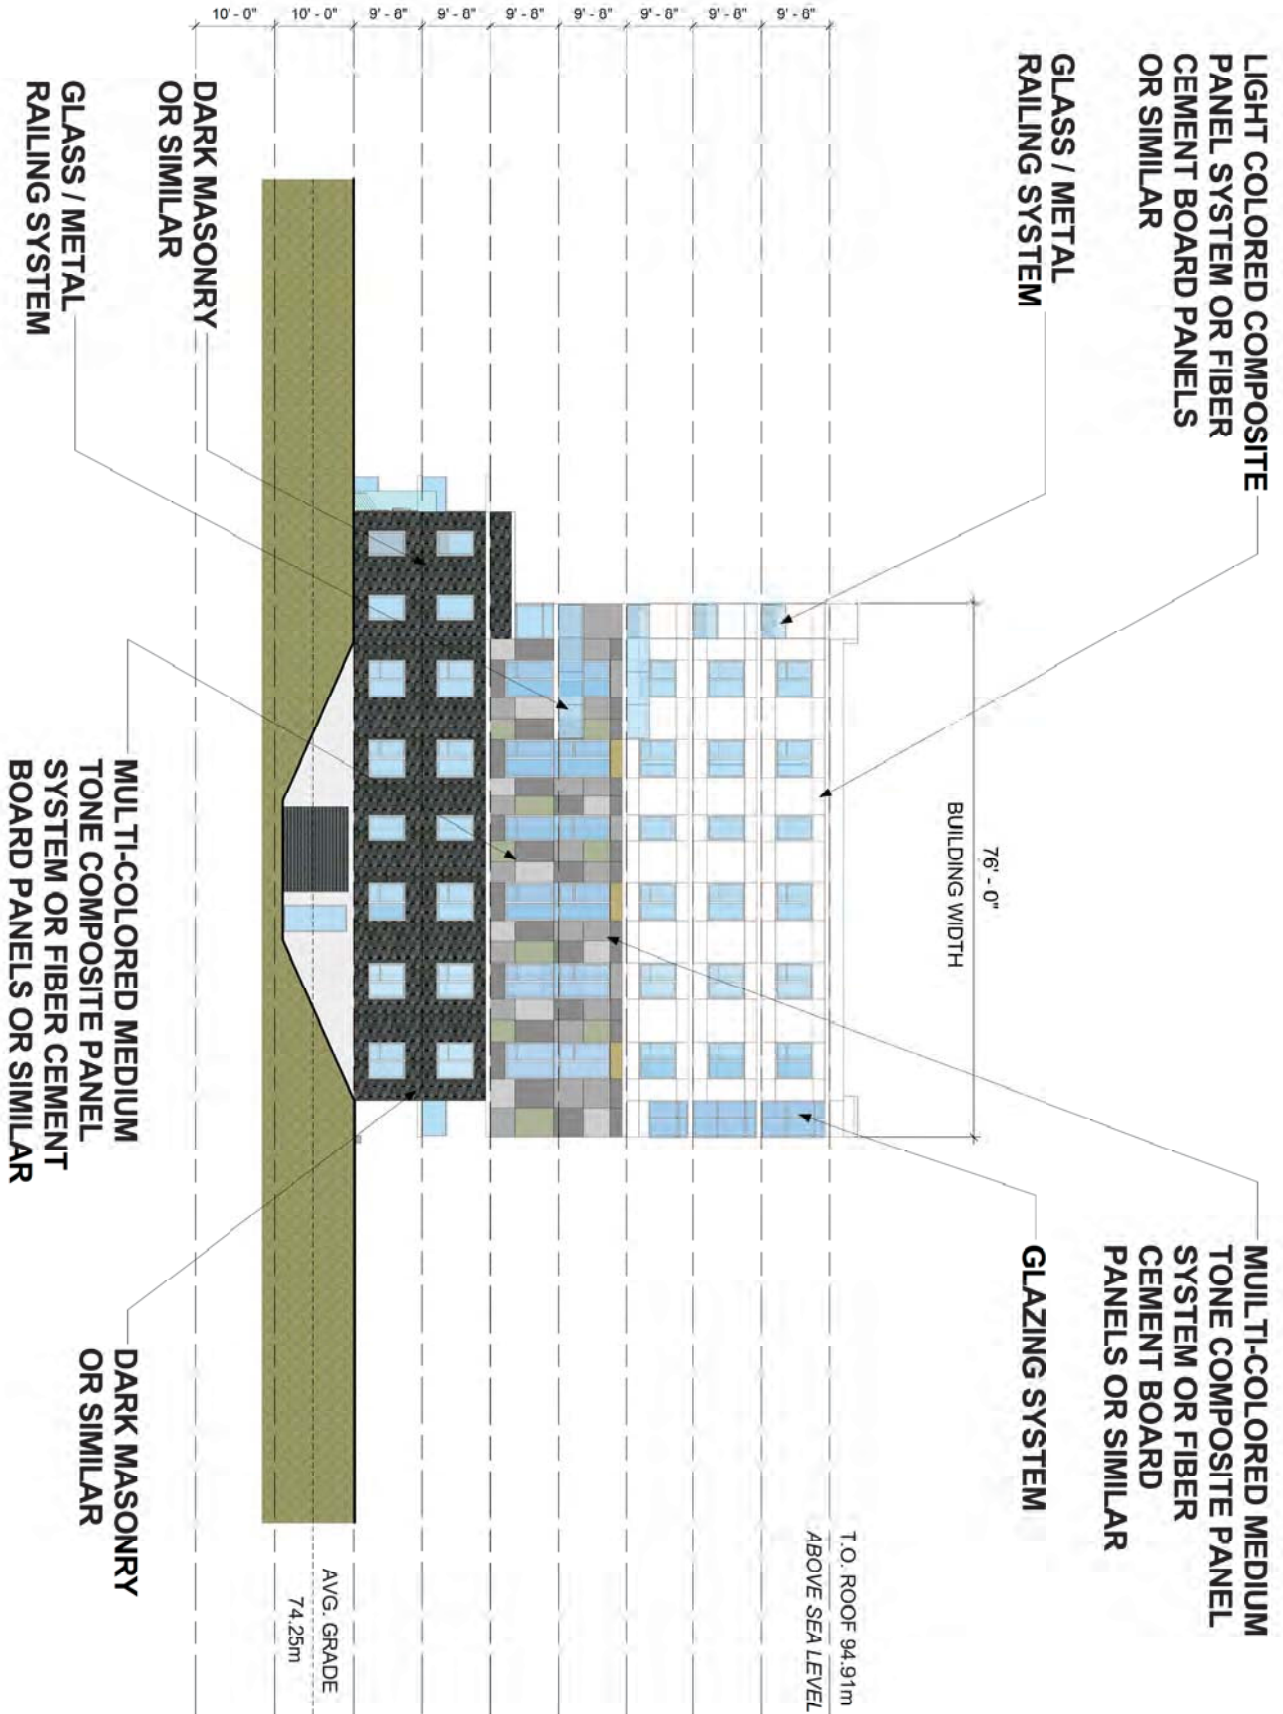 LIGHT COLORED COMPOSITE
PANEL SYSTEM OR FIBER
CEMENT BOARD PANELS
OR SIMILAR
GLASS / METAL
RAILING SYSTEM
DARK MASONRY
OR SIMILAR
GLASS / METAL
RAILING SYSTEM
MUILTI-COLORED MEDIUM
TONE COMPOSITE PANEL
SYSTEM OR FIBER
CEMENT BOARD
PANELS OR SIMILAR
GLAZING SYSTEM
76' - 0"
BUILDING WIDTH
MULTI-COLORED MEDIUM
TONE COMPOSITE PANEL
SYSTEM OR FIBER CEMENT
BOARD PANELS OR SIMILAR
DARK MASONRY
OR SIMILAR
T.O. ROOF 94.91m
ABOVE SEA LEVEL
AVG. GRADE
74.25m
10' - 0"
10' - 0"
9' - 8"
9' - 8"
9' - 8"
9' - 8"
9' - 8"
9' - 8"
9' - 8"